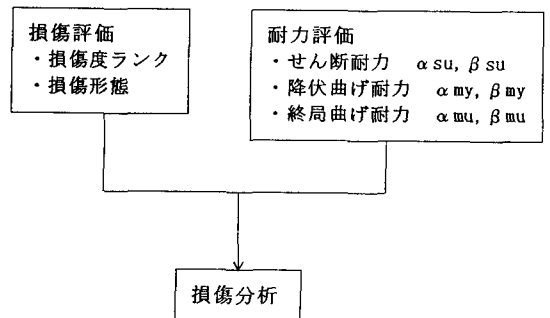 損傷評価
・損傷度ランク
・損傷形態
耐力評価
・せん断耐力 αsu, βsu
・降伏曲げ耐力 αmy, βmy
・終局曲げ耐力 αmu, βmu
損傷分析